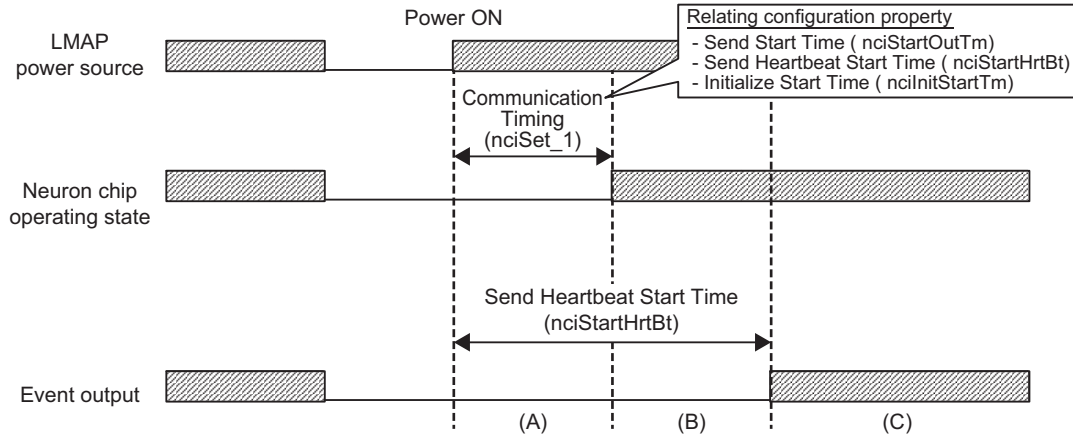 Power ON
LMAP
power source
Relating configuration property
- Send Start Time ( nciStartOutTm)
- Send Heartbeat Start Time ( nciStartHrtBt)
- Initialize Start Time ( nciInitStartTm)
Communication
Timing
(nciSet_1)
Neuron chip
operating state
Send Heartbeat Start Time
(nciStartHrtBt)
Event output
(A)
(B)
(C)